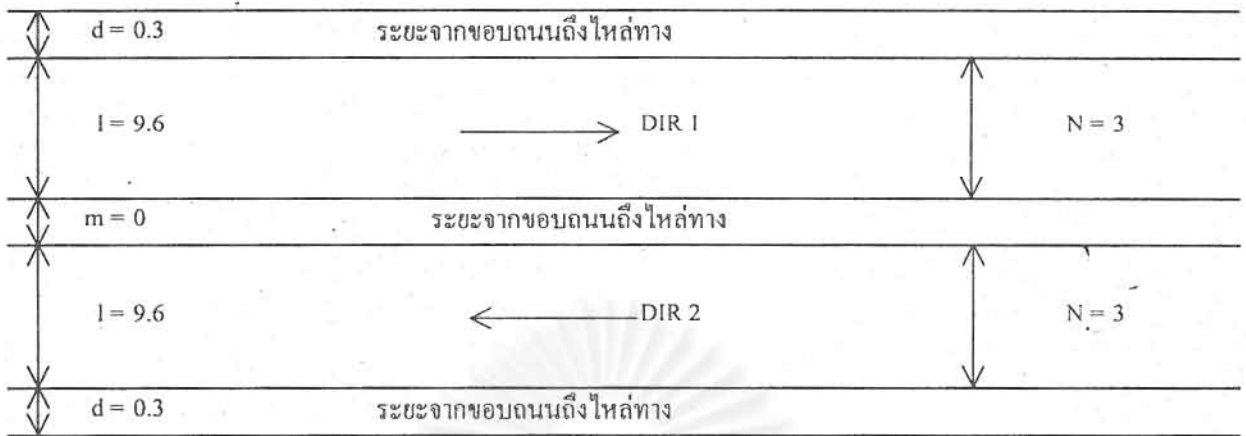 d = 0.3 ระยะจากขอบถนนถึงไหล่ทาง
l = 9.6 DIR 1 N = 3
m = 0 ระยะจากขอบถนนถึงไหล่ทาง
l = 9.6 DIR 2 N = 3
d = 0.3 ระยะจากขอบถนนถึงไหล่ทาง